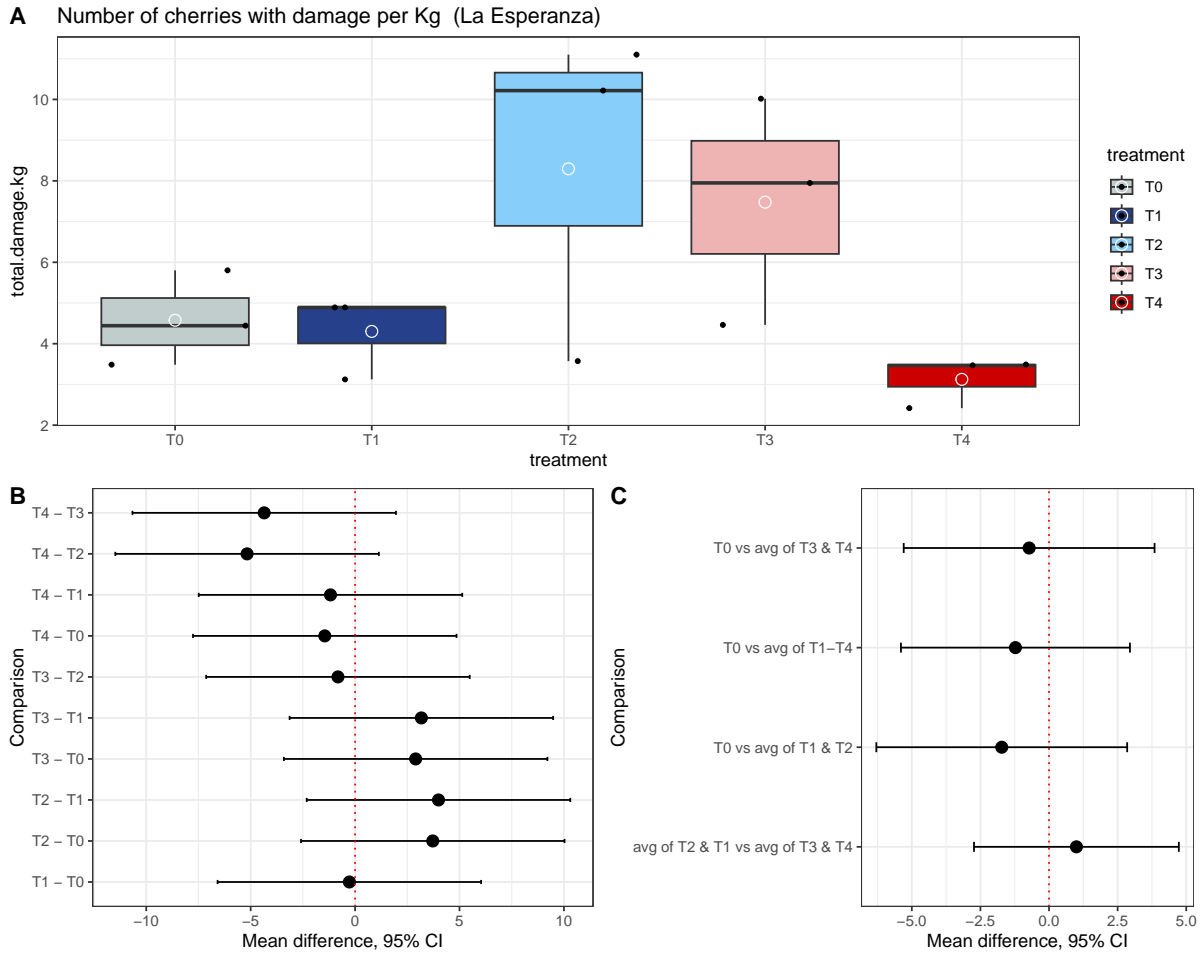 A Number of cherries with damage per Kg (La Esperanza)
total.damage.kg
10
8
6
4
2
T0 T1 T2 T3 T4
treatment
treatment
T0
T1
T2
T3
T4
B
Comparison
T4 − T3
T4 − T2
T4 − T1
T4 − T0
T3 − T2
T3 − T1
T3 − T0
T2 − T1
T2 − T0
T1 − T0
−10 −5 0 5 10
Mean difference, 95% CI
C
Comparison
T0 vs avg of T3 & T4
T0 vs avg of T1−T4
T0 vs avg of T1 & T2
avg of T2 & T1 vs avg of T3 & T4
−5.0 −2.5 0.0 2.5 5.0
Mean difference, 95% CI